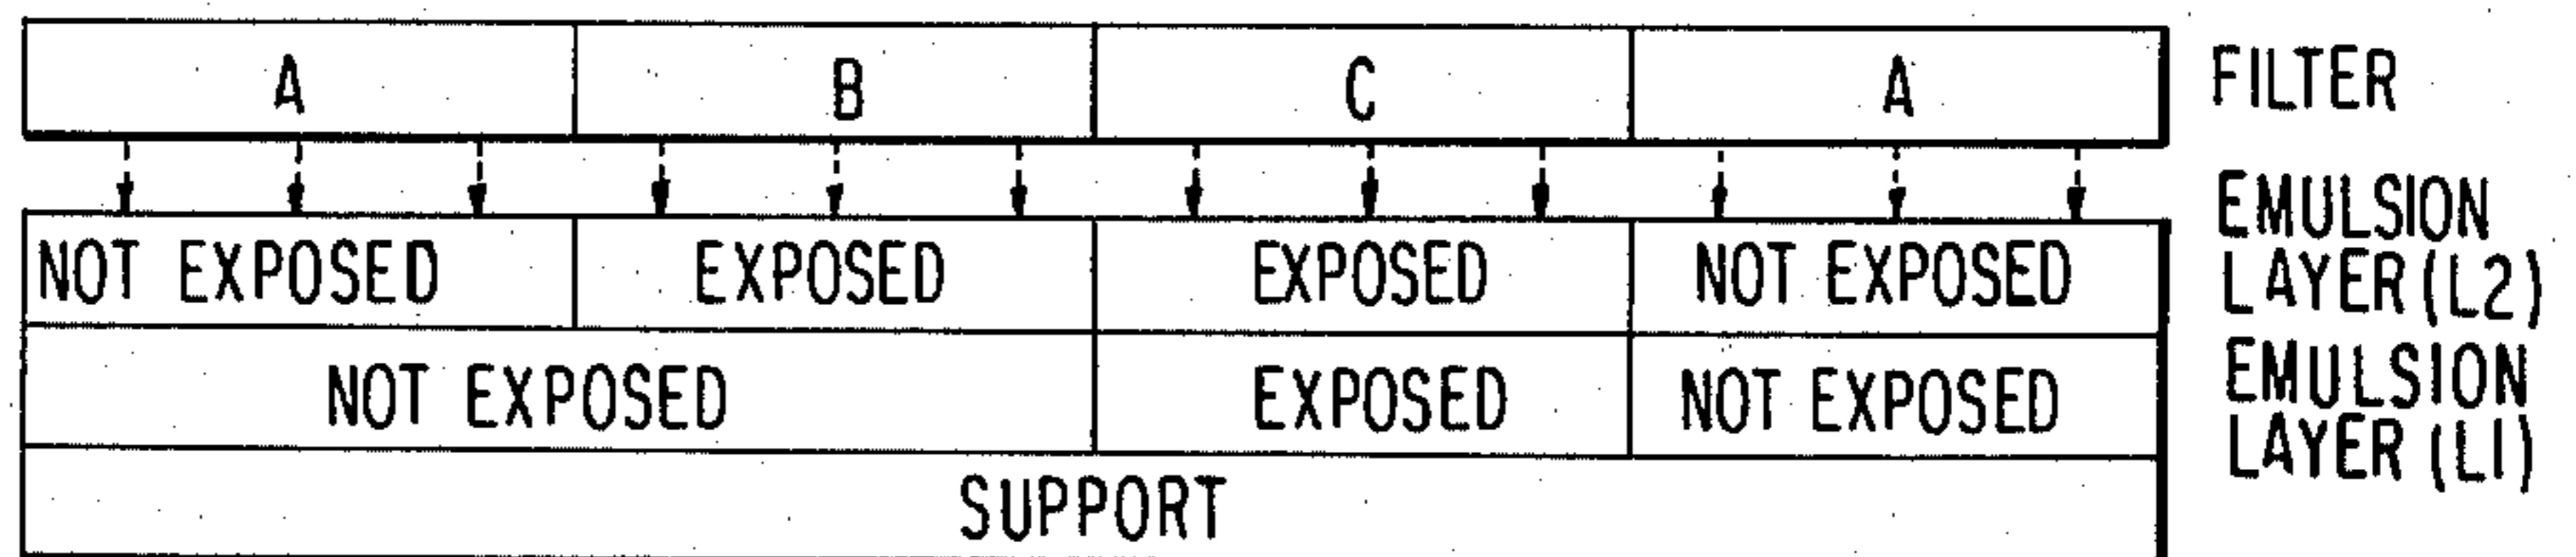 A B C A FILTER
EMULSION
LAYER (L2)
NOT EXPOSED EXPOSED EXPOSED NOT EXPOSED
EMULSION
LAYER (L1)
NOT EXPOSED EXPOSED NOT EXPOSED
SUPPORT